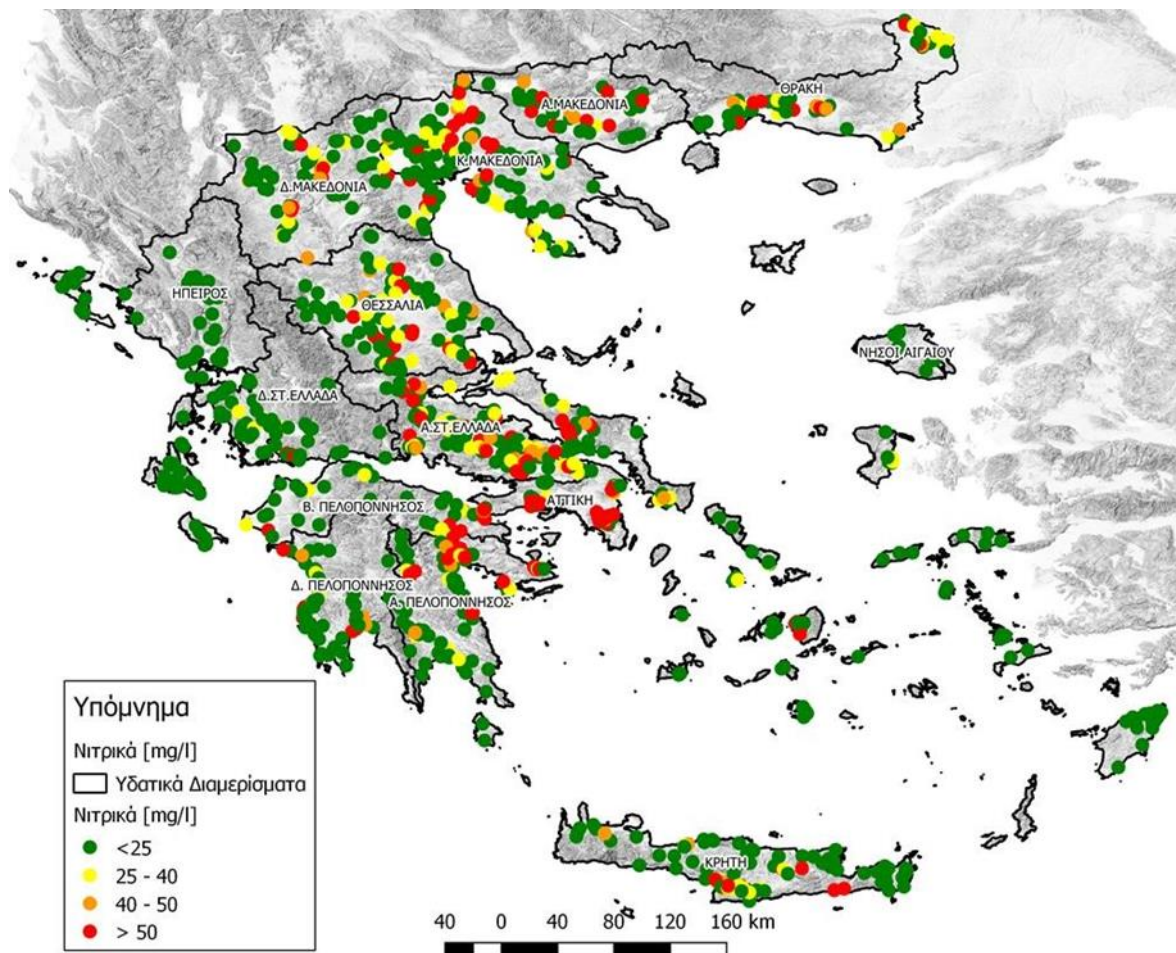 ΘΡΑΚΗ
Α.ΜΑΚΕΔΟΝΙΑ
Κ.ΜΑΚΕΔΟΝΙΑ
Δ.ΜΑΚΕΔΟΝΙΑ
ΗΠΕΙΡΟΣ
ΘΕΣΣΑΛΙΑ
ΝΗΣΟΙ ΑΙΓΑΙΟΥ
Δ.ΣΤ.ΕΛΛΑΔΑ
Α.ΣΤ.ΕΛΛΑΔΑ
ΑΤΤΙΚΗ
Β. ΠΕΛΟΠΟΝΝΗΣΟΣ
Δ. ΠΕΛΟΠΟΝΝΗΣΟΣ
Α. ΠΕΛΟΠΟΝΝΗΣΟΣ
ΚΡΗΤΗ
Υπόμνημα
Νιτρικά [mg/l]
Υδατικά Διαμερίσματα
Νιτρικά [mg/l]
<25
25 - 40
40 - 50
> 50
40 0 40 80 120 160 km